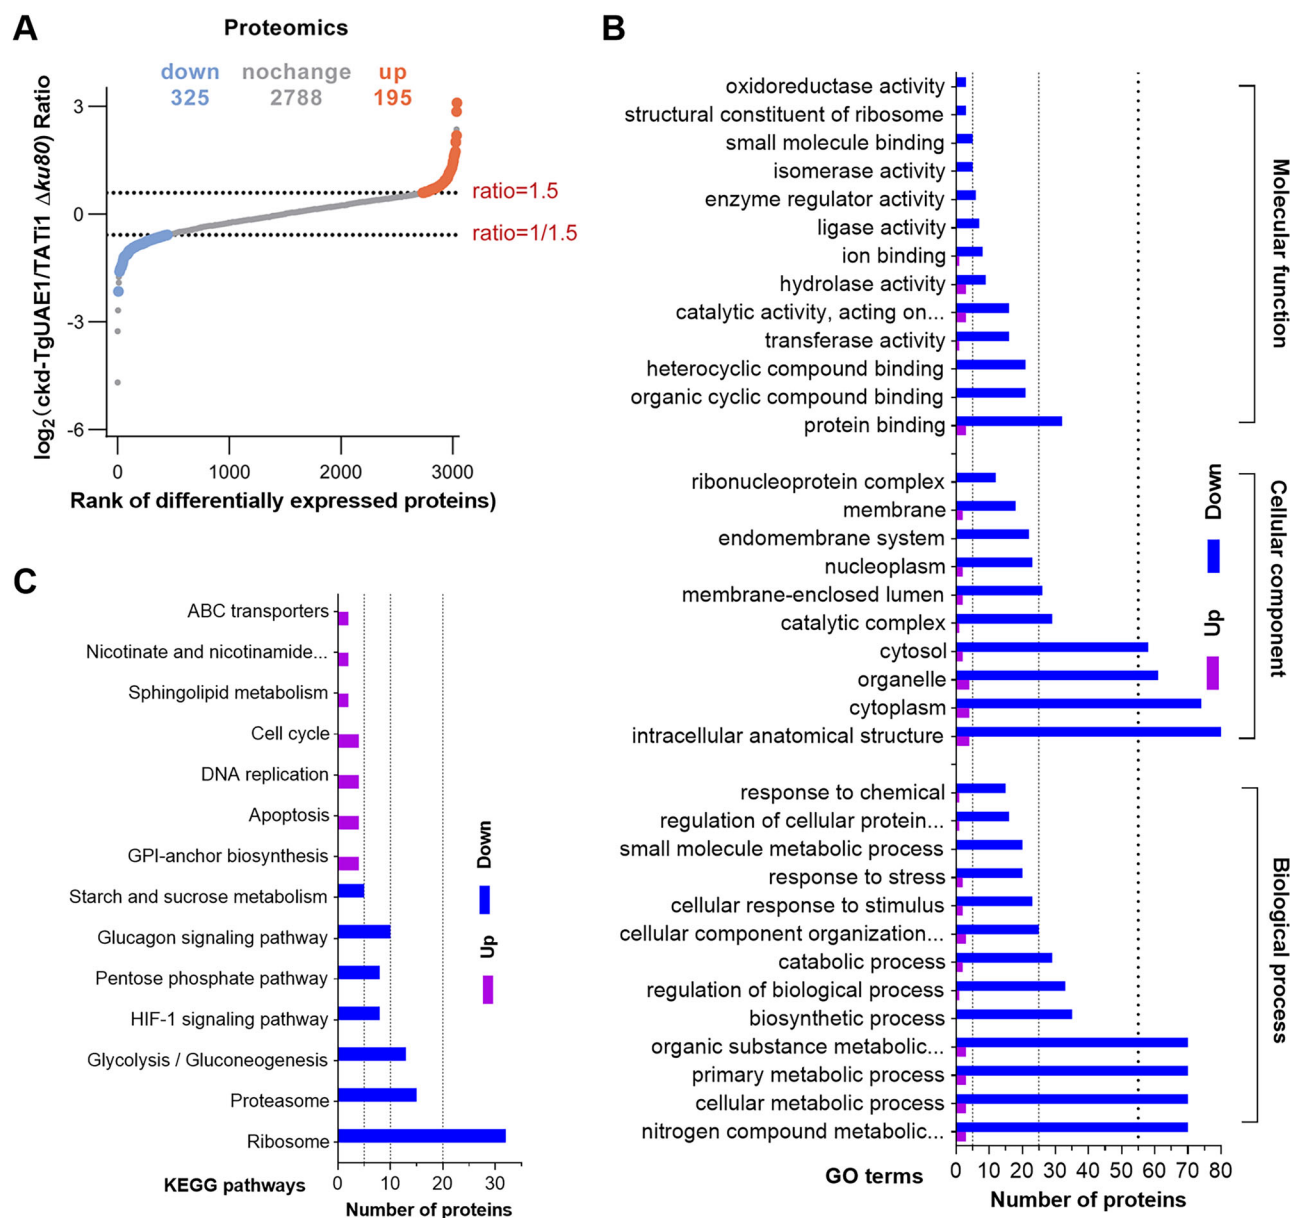 A
Proteomics
down nochange up
325 2788 195
log2(ckd-TgUAE1/TATi1 Δku80) Ratio
3
0
-3
-6
ratio=1.5
ratio=1/1.5
0 1000 2000 3000
Rank of differentially expressed proteins)
B
oxidoreductase activity
structural constituent of ribosome
small molecule binding
isomerase activity
enzyme regulator activity
ligase activity
ion binding
hydrolase activity
catalytic activity, acting on...
transferase activity
heterocyclic compound binding
organic cyclic compound binding
protein binding
Molecular function
ribonucleoprotein complex
membrane
endomembrane system
nucleoplasm
membrane-enclosed lumen
catalytic complex
cytosol
organelle
cytoplasm
intracellular anatomical structure
Down
Up
Cellular component
response to chemical
regulation of cellular protein...
small molecule metabolic process
response to stress
cellular response to stimulus
cellular component organization...
catabolic process
regulation of biological process
biosynthetic process
organic substance metabolic...
primary metabolic process
cellular metabolic process
nitrogen compound metabolic...
Biological process
0 10 20 30 40 50 60 70 80
GO terms
Number of proteins
C
ABC transporters
Nicotinate and nicotinamide...
Sphingolipid metabolism
Cell cycle
DNA replication
Apoptosis
GPI-anchor biosynthesis
Starch and sucrose metabolism
Glucagon signaling pathway
Pentose phosphate pathway
HIF-1 signaling pathway
Glycolysis / Gluconeogenesis
Proteasome
Ribosome
Down
Up
0 10 20 30
KEGG pathways
Number of proteins